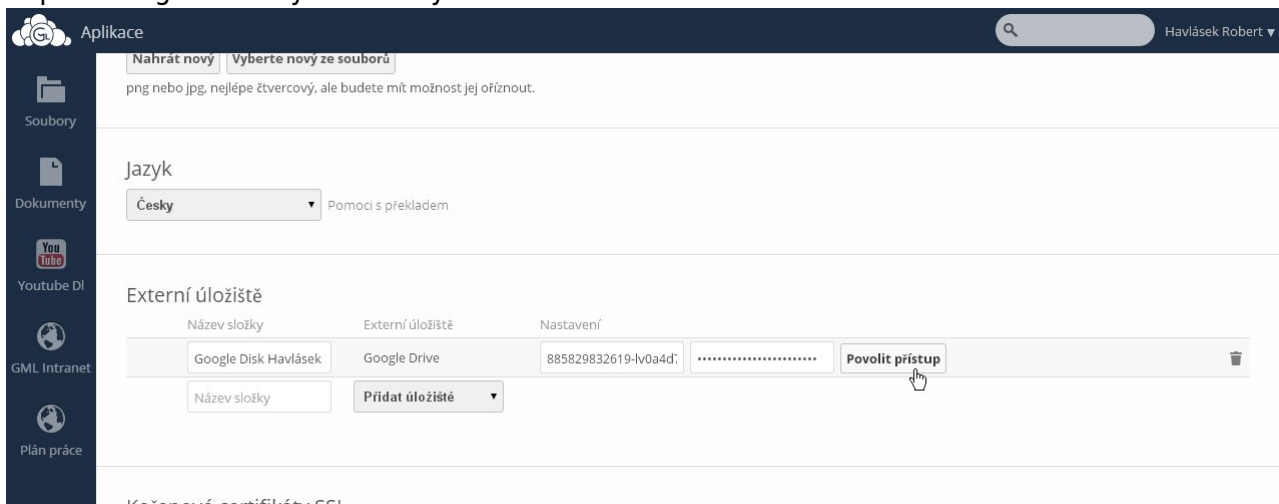 GL Aplikace Havlásek Robert
Nahrát nový Vyberte nový ze souborů
png nebo jpg, nejlépe čtvercový, ale budete mít možnost jej oříznout.
Soubory
Dokumenty
You Tube
Youtube Dl
GML Intranet
Plán práce
Jazyk
Česky Pomoci s překladem
Externí úložiště
Název složky Externí úložiště Nastavení
Google Disk Havlásek Google Drive 885829832619-lv0a4d7 •••••••••••••••••••••••• Povolit přístup
Název složky Přidat úložiště